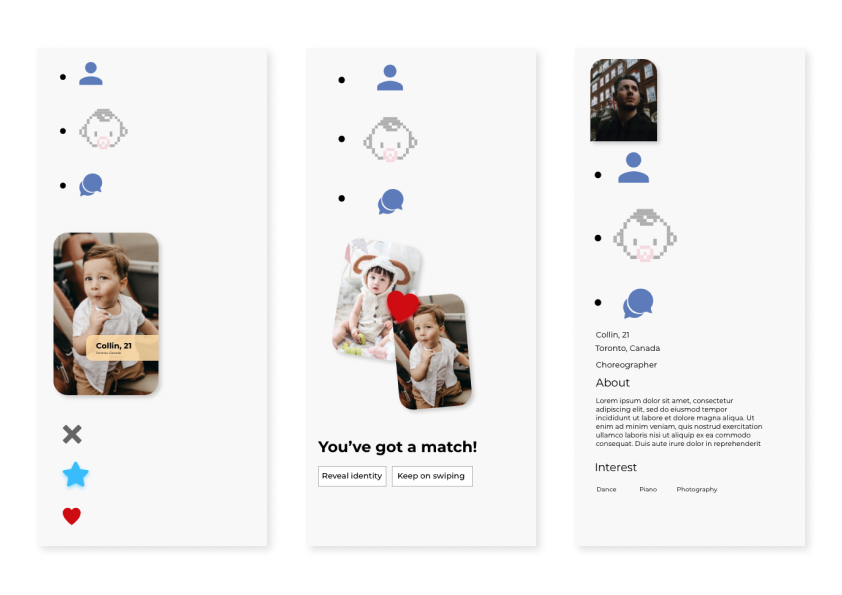 Collin, 21
Toronto, Canada
You've got a match!
Reveal identity
Keep on swiping
Collin, 21
Toronto, Canada
Choreographer
About
Lorem ipsum dolor sit amet, consectetur
adipiscing elit, sed do eiusmod tempor
incididunt ut labore et dolore magna aliqua. Ut
enim ad minim veniam, quis nostrud exercitation
ullamco laboris nisi ut aliquip ex ea commodo
consequat. Duis aute irure dolor in reprehenderit
Interest
Dance Piano Photography